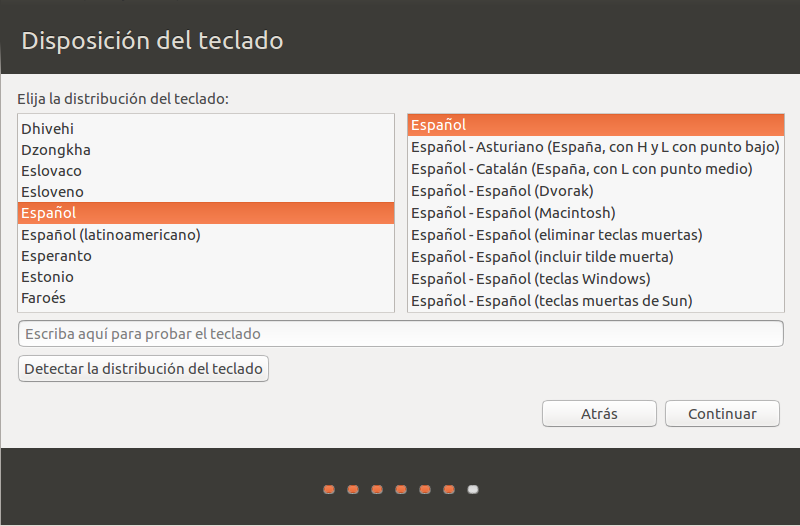 Disposición del teclado
Elija la distribución del teclado:
Dhivehi
Dzongkha
Eslovaco
Esloveno
Español
Español (latinoamericano)
Esperanto
Estonio
Faroés
Español
Español - Asturiano (España, con H y L con punto bajo)
Español - Catalán (España, con L con punto medio)
Español - Español (Dvorak)
Español - Español (Macintosh)
Español - Español (eliminar teclas muertas)
Español - Español (incluir tilde muerta)
Español - Español (teclas Windows)
Español - Español (teclas muertas de Sun)
Escriba aquí para probar el teclado
Detectar la distribución del teclado
Atrás
Continuar